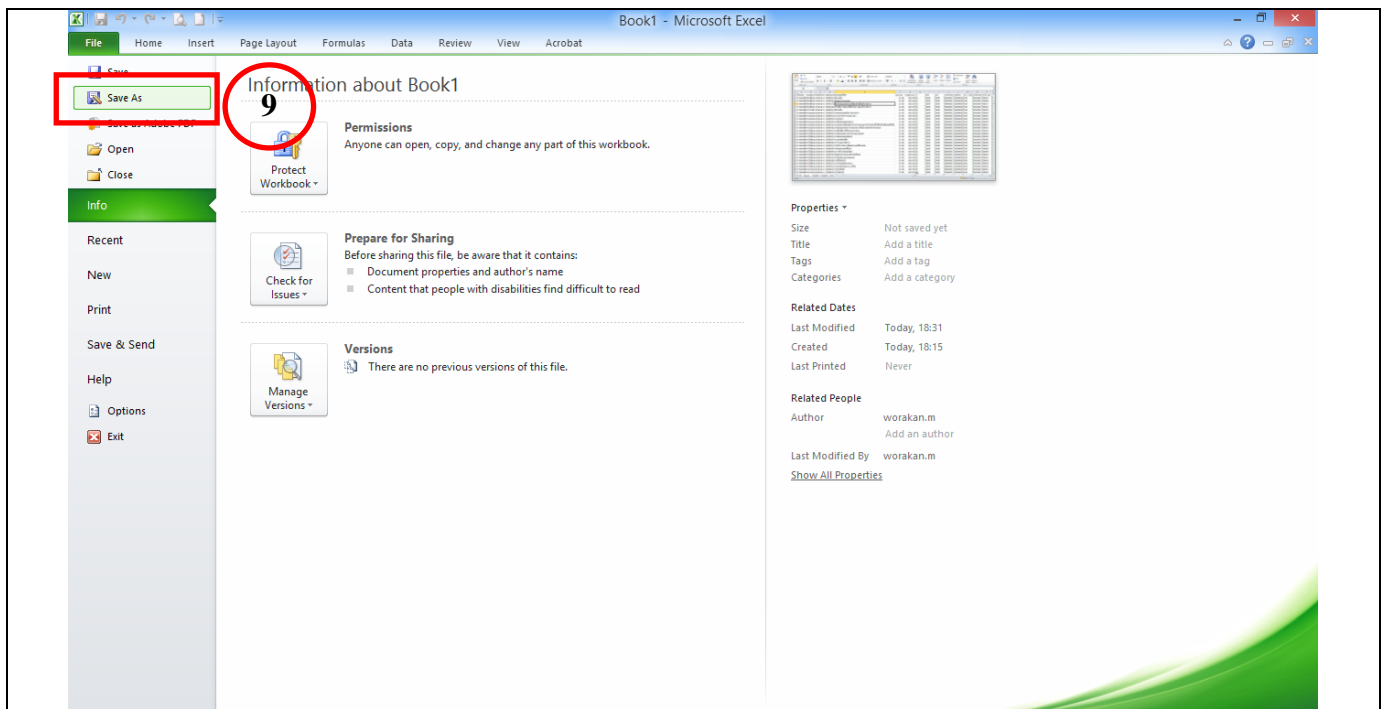 Book1 - Microsoft Excel
File Home Insert Page Layout Formulas Data Review View Acrobat
Save
Save As
Save as Adobe PDF
Open
Close
Info
Recent
New
Print
Save & Send
Help
Options
Exit
Information about Book1
9
Protect
Workbook
Permissions
Anyone can open, copy, and change any part of this workbook.
Check for
Issues
Prepare for Sharing
Before sharing this file, be aware that it contains:
Document properties and author's name
Content that people with disabilities find difficult to read
Manage
Versions
Versions
There are no previous versions of this file.
Properties
Size Not saved yet
Title Add a title
Tags Add a tag
Categories Add a category
Related Dates
Last Modified Today, 18:31
Created Today, 18:15
Last Printed Never
Related People
Author worakan.m
Add an author
Last Modified By worakan.m
Show All Properties